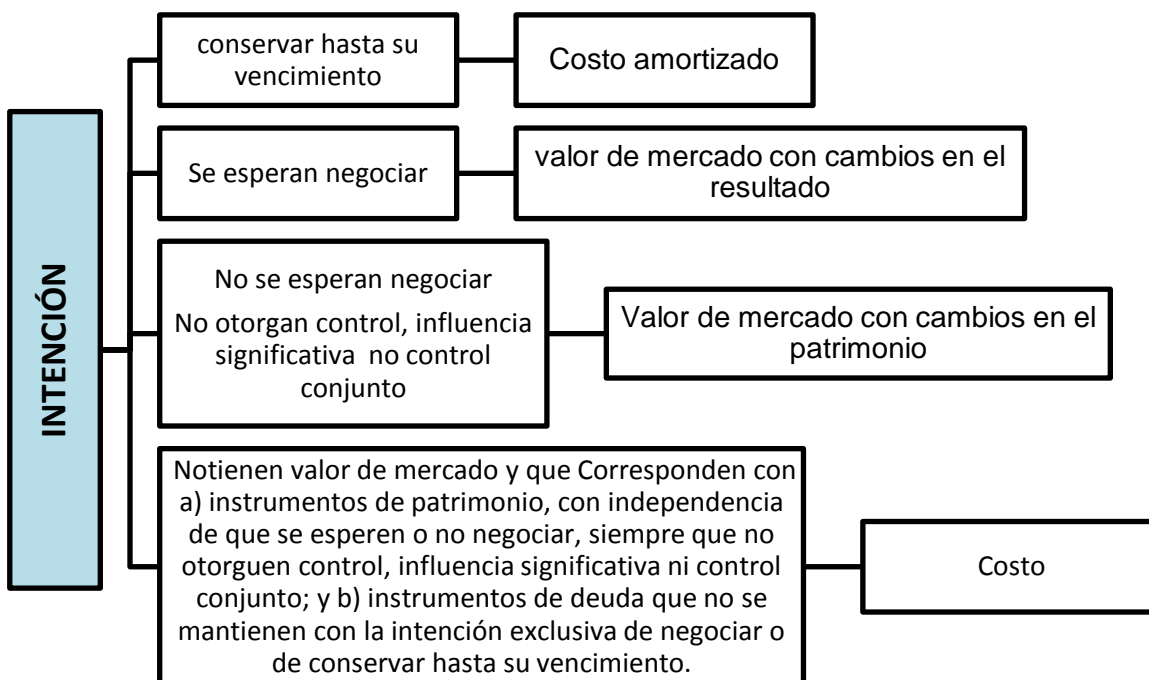 INTENCIÓN
conservar hasta su
vencimiento
Costo amortizado
Se esperan negociar
valor de mercado con cambios en el
resultado
No se esperan negociar
No otorgan control, influencia
significativa  no control
conjunto
Valor de mercado con cambios en el
patrimonio
Notienen valor de mercado y que Corresponden con
a) instrumentos de patrimonio, con independencia
de que se esperen o no negociar, siempre que no
otorguen control, influencia significativa ni control
conjunto; y b) instrumentos de deuda que no se
mantienen con la intención exclusiva de negociar o
de conservar hasta su vencimiento.
Costo